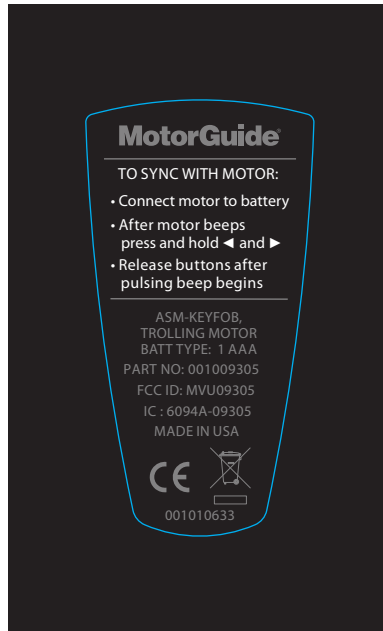 MotorGuide®
TO SYNC WITH MOTOR:
• Connect motor to battery
• After motor beeps
press and hold ◄ and ►
• Release buttons after
pulsing beep begins
ASM-KEYFOB,
TROLLING MOTOR
BATT TYPE: 1 AAA
PART NO: 001009305
FCC ID: MVU09305
IC : 6094A-09305
MADE IN USA
CE
001010633